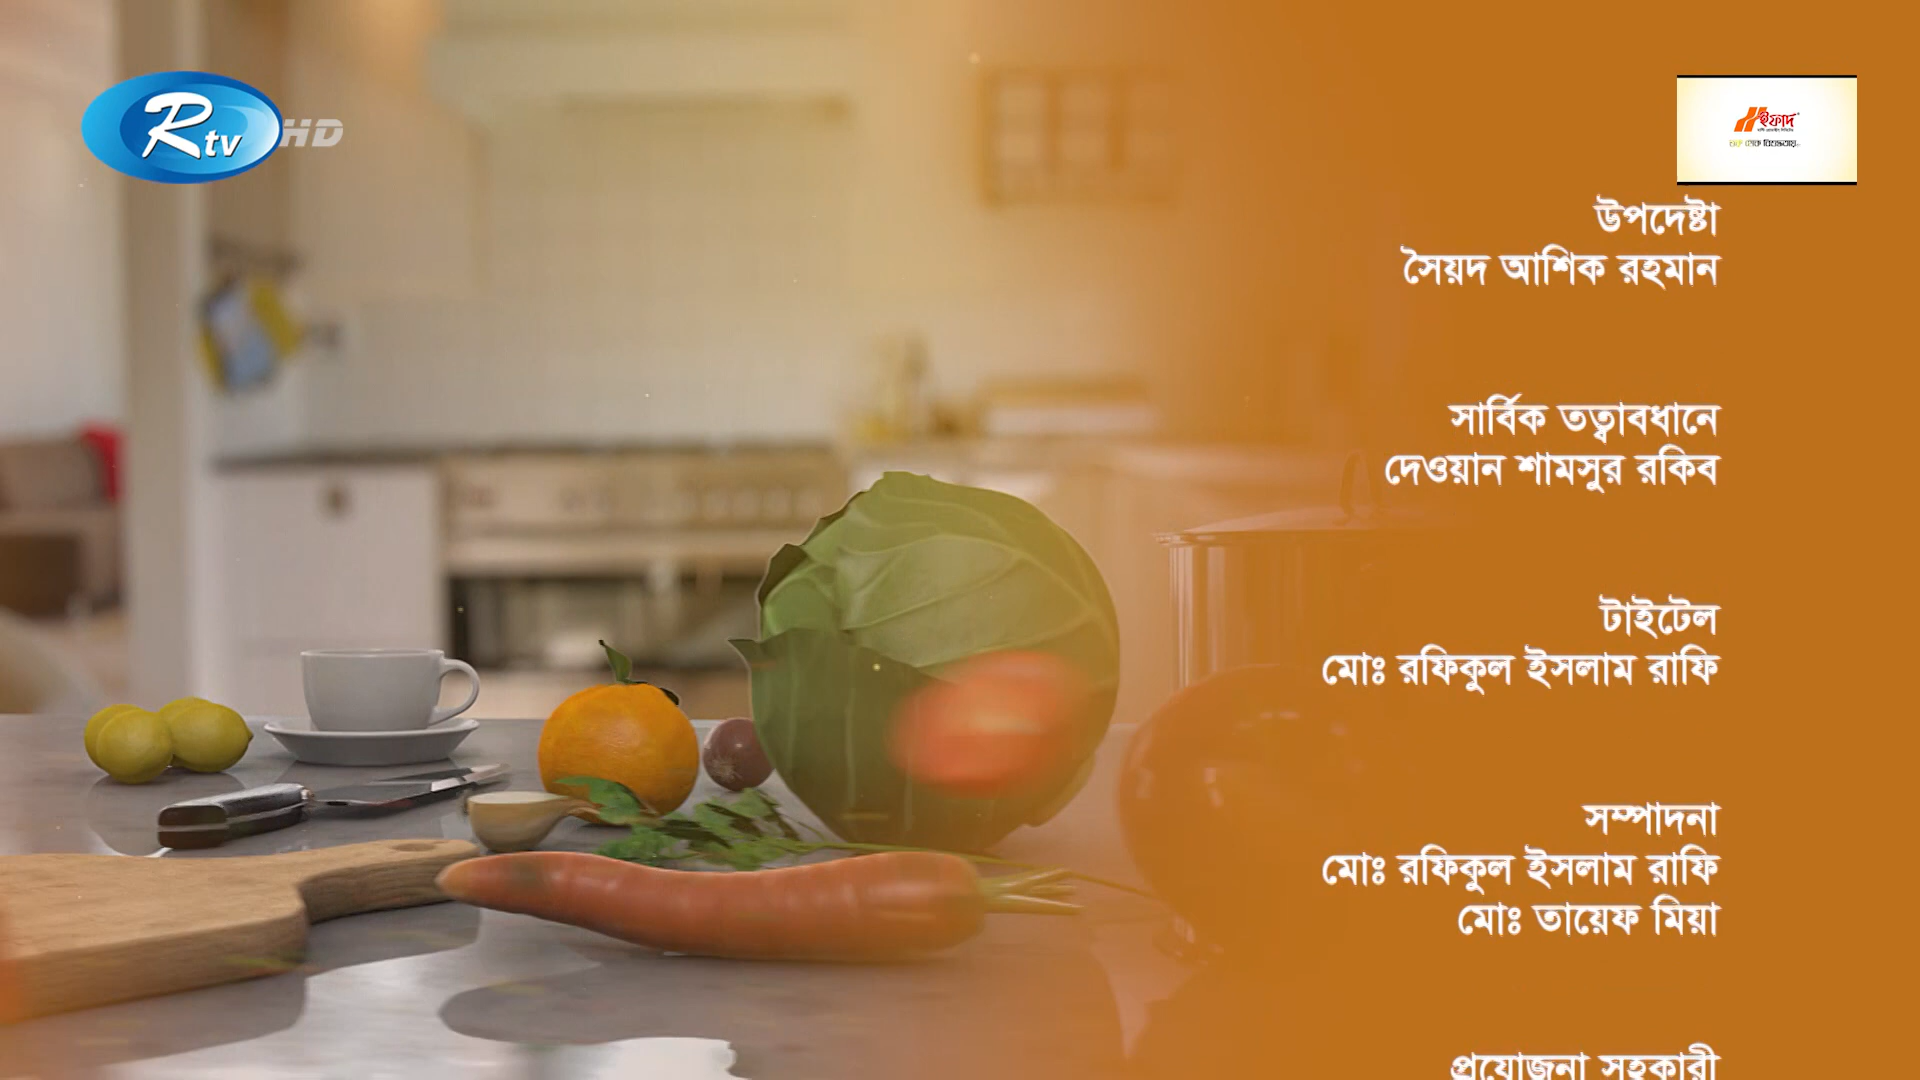 Rtv HD
ইফাদ
উপদেষ্টা
সৈয়দ আশিক রহমান
সার্বিক তত্বাবধানে
দেওয়ান শামসুর রকিব
টাইটেল
মোঃ রফিকুল ইসলাম রাফি
সম্পাদনা
মোঃ রফিকুল ইসলাম রাফি
মোঃ তায়েফ মিয়া
প্রযোজনা সহকারী